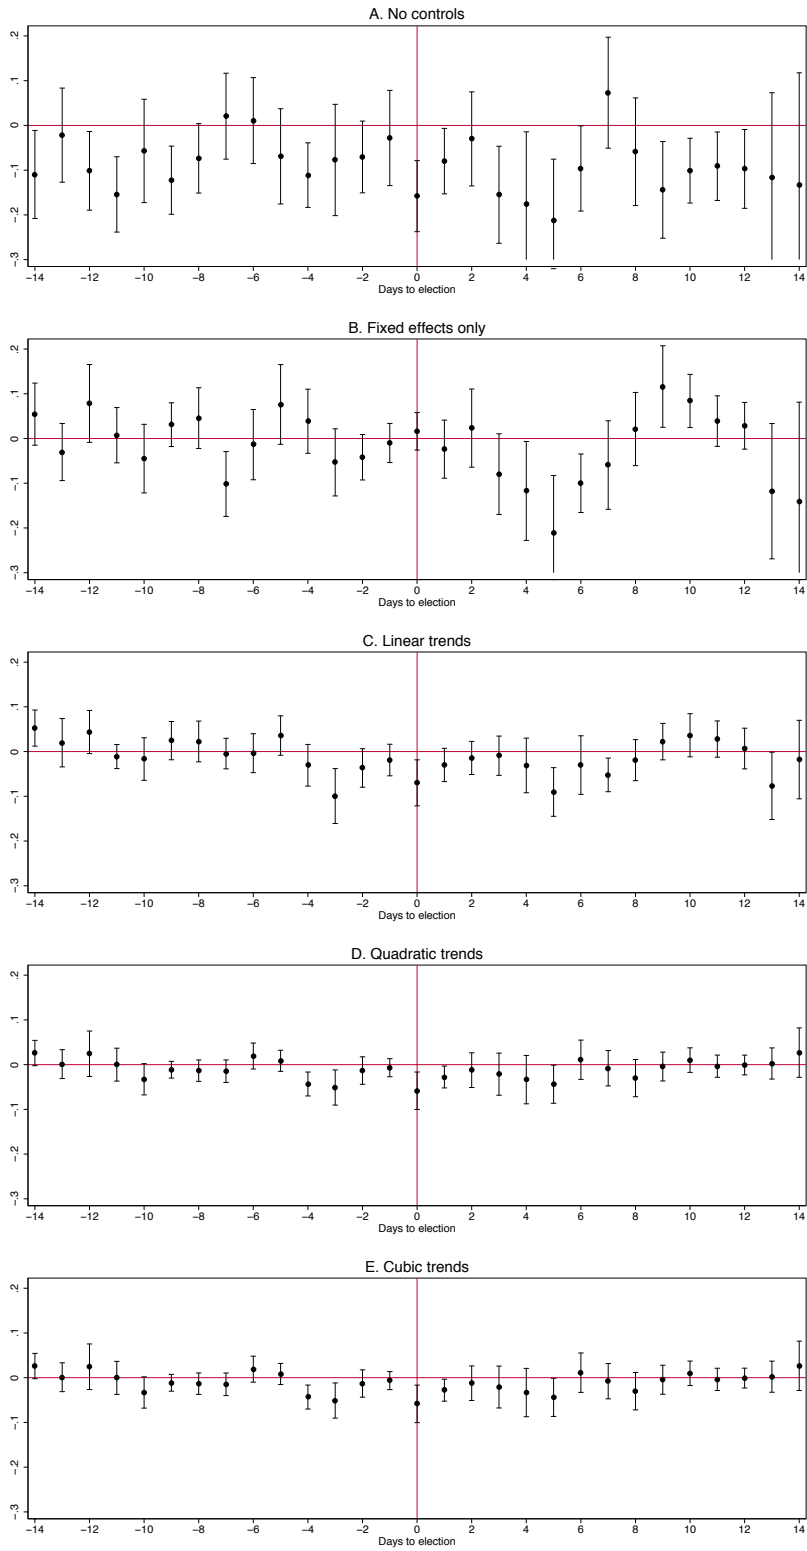 A. No controls
.2
.1
0
-.1
-.2
-.3
−14 −12 −10 −8 −6 −4 −2 0 2 4 6 8 10 12 14
Days to election
B. Fixed effects only
.2
.1
0
-.1
-.2
-.3
−14 −12 −10 −8 −6 −4 −2 0 2 4 6 8 10 12 14
Days to election
C. Linear trends
.2
.1
0
-.1
-.2
-.3
−14 −12 −10 −8 −6 −4 −2 0 2 4 6 8 10 12 14
Days to election
D. Quadratic trends
.2
.1
0
-.1
-.2
-.3
−14 −12 −10 −8 −6 −4 −2 0 2 4 6 8 10 12 14
Days to election
E. Cubic trends
.2
.1
0
-.1
-.2
-.3
−14 −12 −10 −8 −6 −4 −2 0 2 4 6 8 10 12 14
Days to election